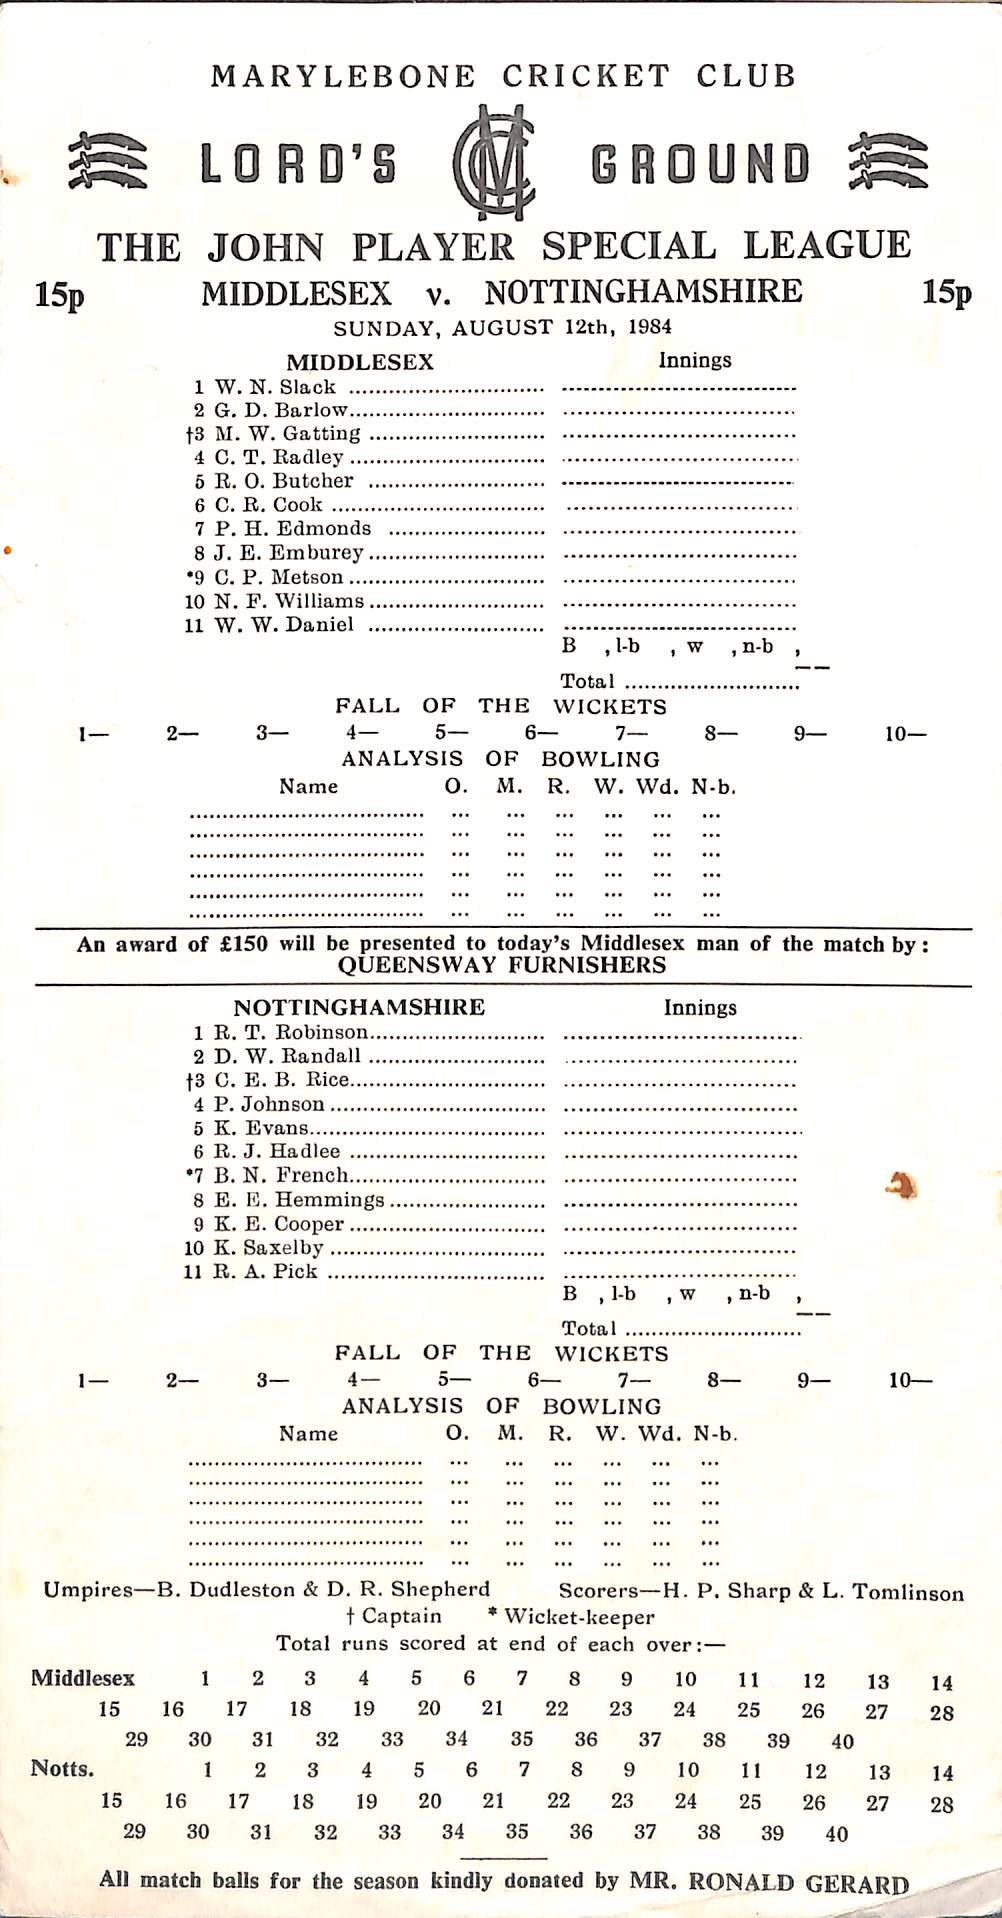 MARYLEBONE CRICKET CLUB
LORD'S MCC GROUND
THE JOHN PLAYER SPECIAL LEAGUE
15p MIDDLESEX v. NOTTINGHAMSHIRE 15p
SUNDAY, AUGUST 12th, 1984
MIDDLESEX Innings
1 W. N. Slack
2 G. D. Barlow
†3 M. W. Gatting
4 C. T. Radley
5 R. O. Butcher
6 C. R. Cook
7 P. H. Edmonds
8 J. E. Emburey
*9 C. P. Metson
10 N. F. Williams
11 W. W. Daniel
B , l-b , w , n-b ,
Total
FALL OF THE WICKETS
1— 2— 3— 4— 5— 6— 7— 8— 9— 10—
ANALYSIS OF BOWLING
Name O. M. R. W. Wd. N-b.
An award of £150 will be presented to today's Middlesex man of the match by :
QUEENSWAY FURNISHERS
NOTTINGHAMSHIRE Innings
1 R. T. Robinson
2 D. W. Randall
†3 C. E. B. Rice
4 P. Johnson
5 K. Evans
6 R. J. Hadlee
*7 B. N. French
8 E. E. Hemmings
9 K. E. Cooper
10 K. Saxelby
11 R. A. Pick
B , l-b , w , n-b ,
Total
FALL OF THE WICKETS
1— 2— 3— 4— 5— 6— 7— 8— 9— 10—
ANALYSIS OF BOWLING
Name O. M. R. W. Wd. N-b.
Umpires—B. Dudleston & D. R. Shepherd Scorers—H. P. Sharp & L. Tomlinson
† Captain * Wicket-keeper
Total runs scored at end of each over:—
Middlesex 1 2 3 4 5 6 7 8 9 10 11 12 13 14
15 16 17 18 19 20 21 22 23 24 25 26 27 28
29 30 31 32 33 34 35 36 37 38 39 40
Notts. 1 2 3 4 5 6 7 8 9 10 11 12 13 14
15 16 17 18 19 20 21 22 23 24 25 26 27 28
29 30 31 32 33 34 35 36 37 38 39 40
All match balls for the season kindly donated by MR. RONALD GERARD